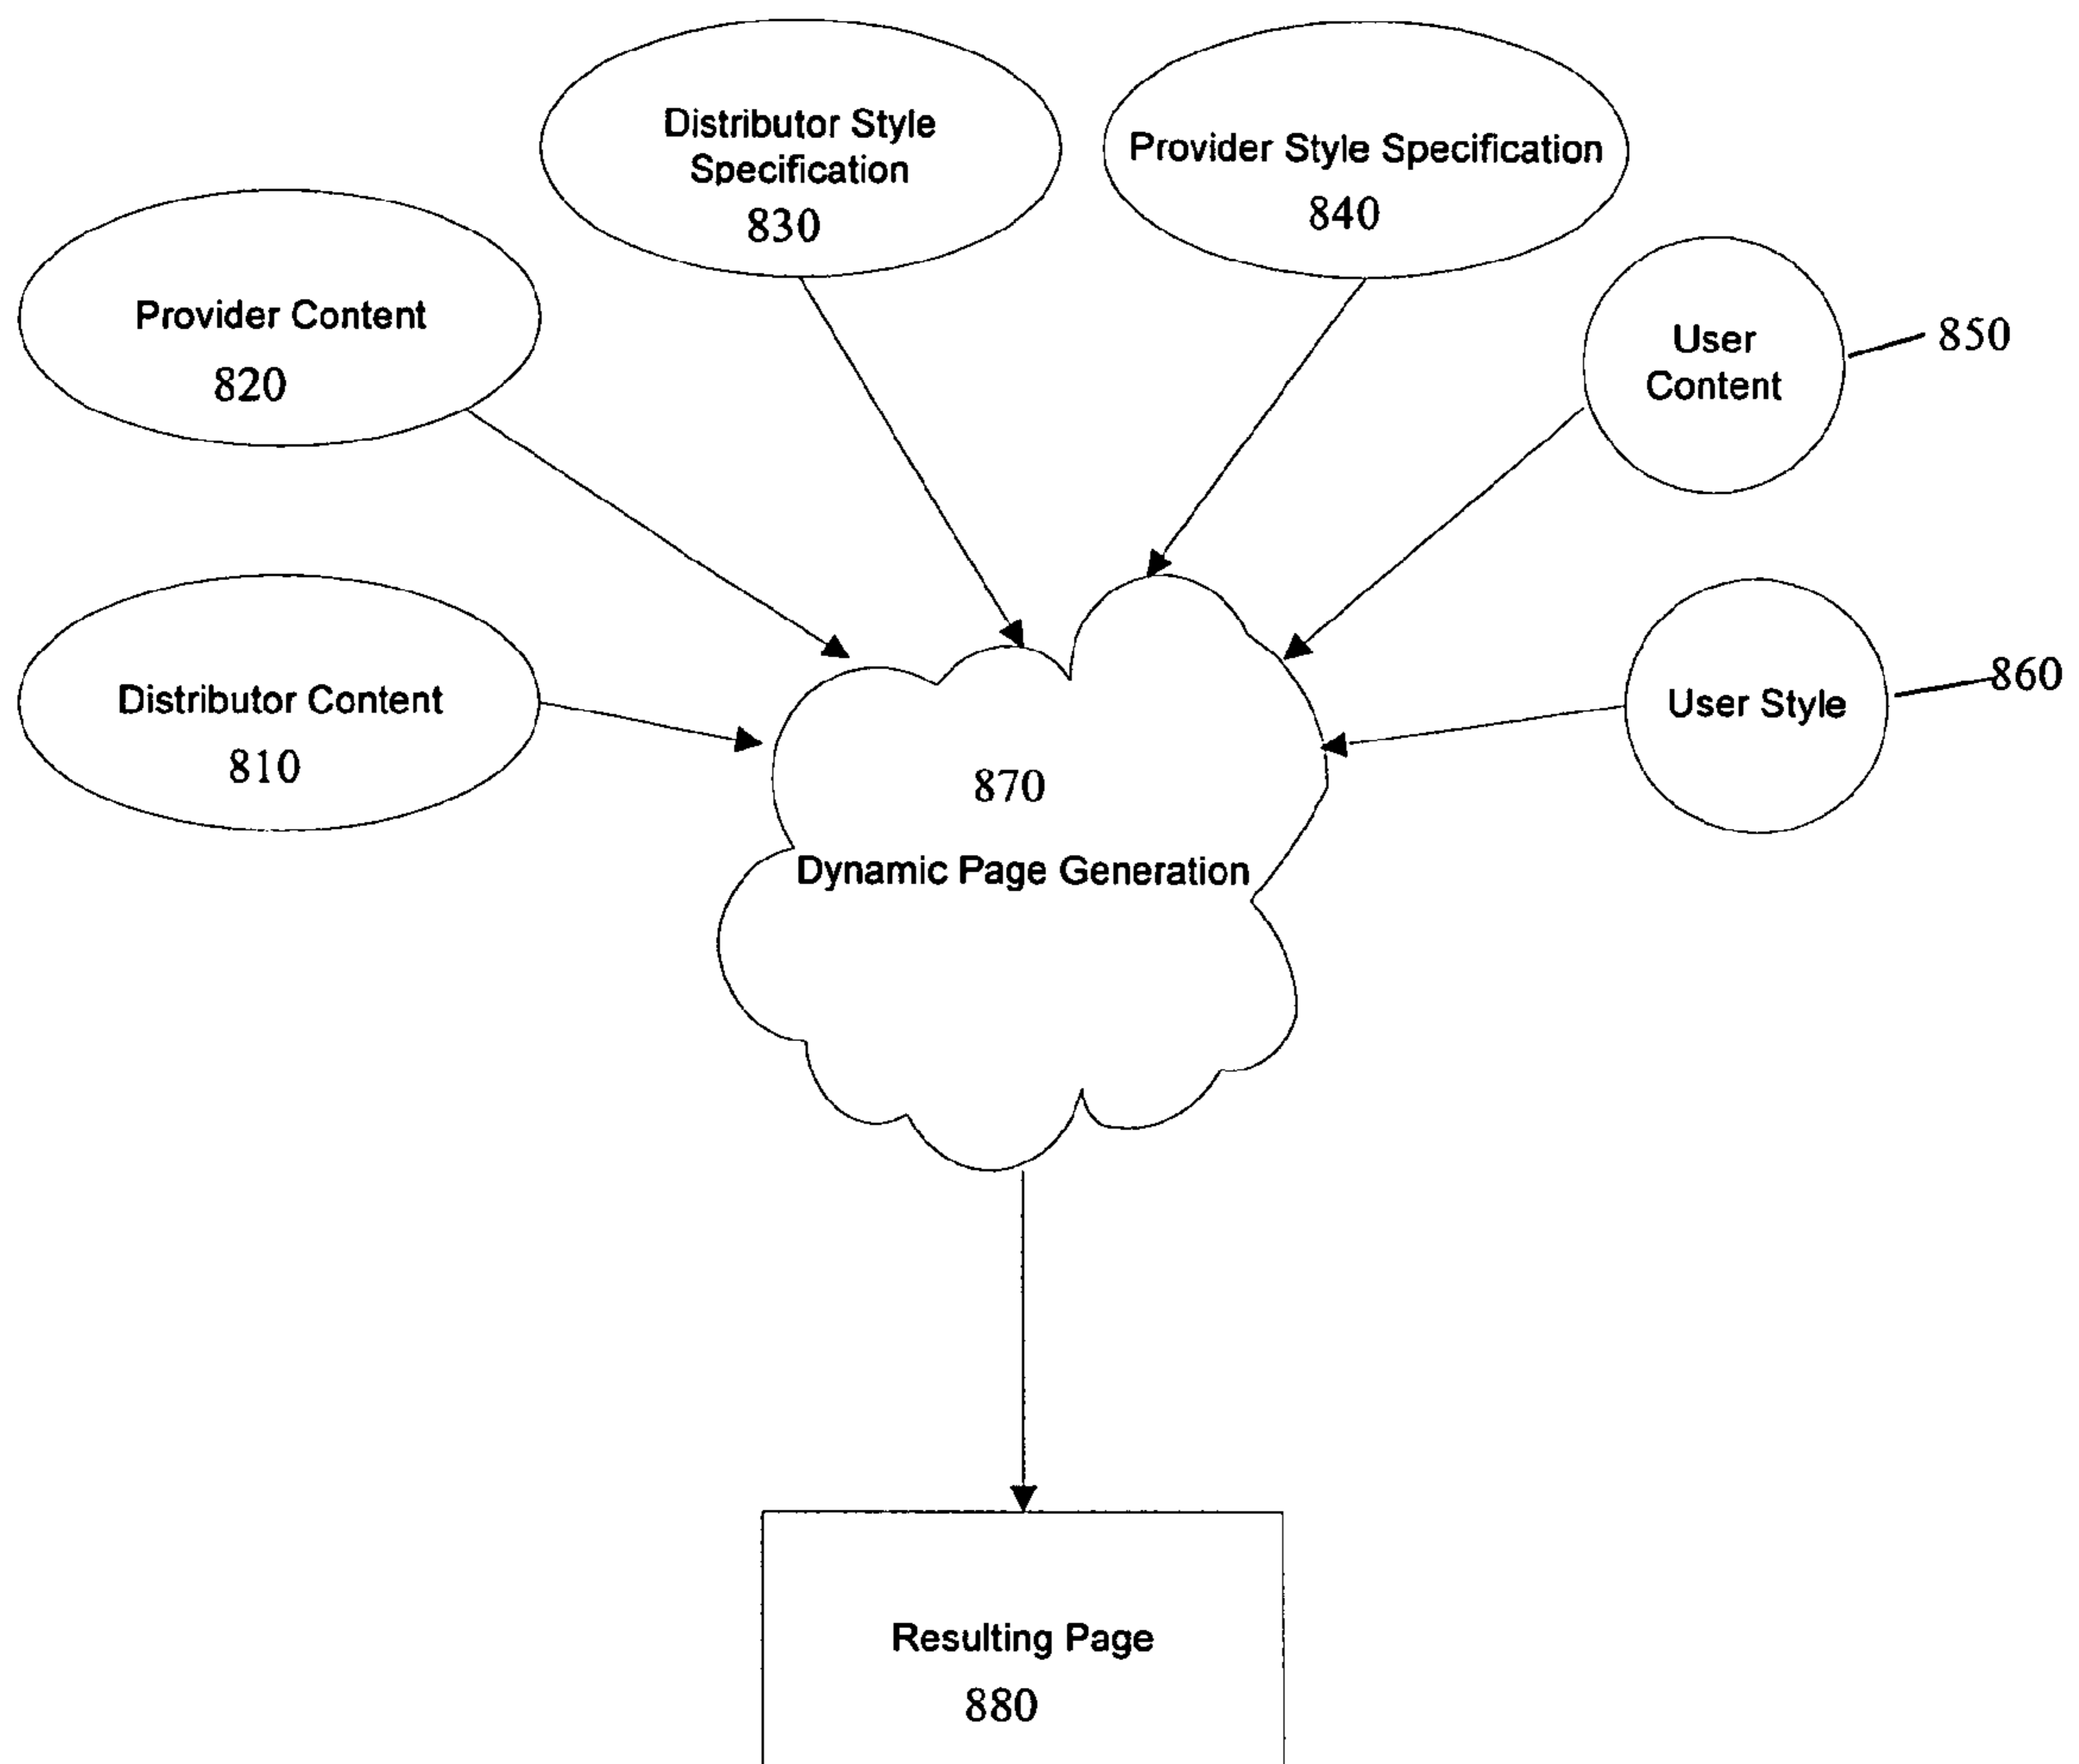 Distributor Style
Specification
830
Provider Style Specification
840
Provider Content
820
User
Content
850
Distributor Content
810
User Style
860
870
Dynamic Page Generation
Resulting Page
880